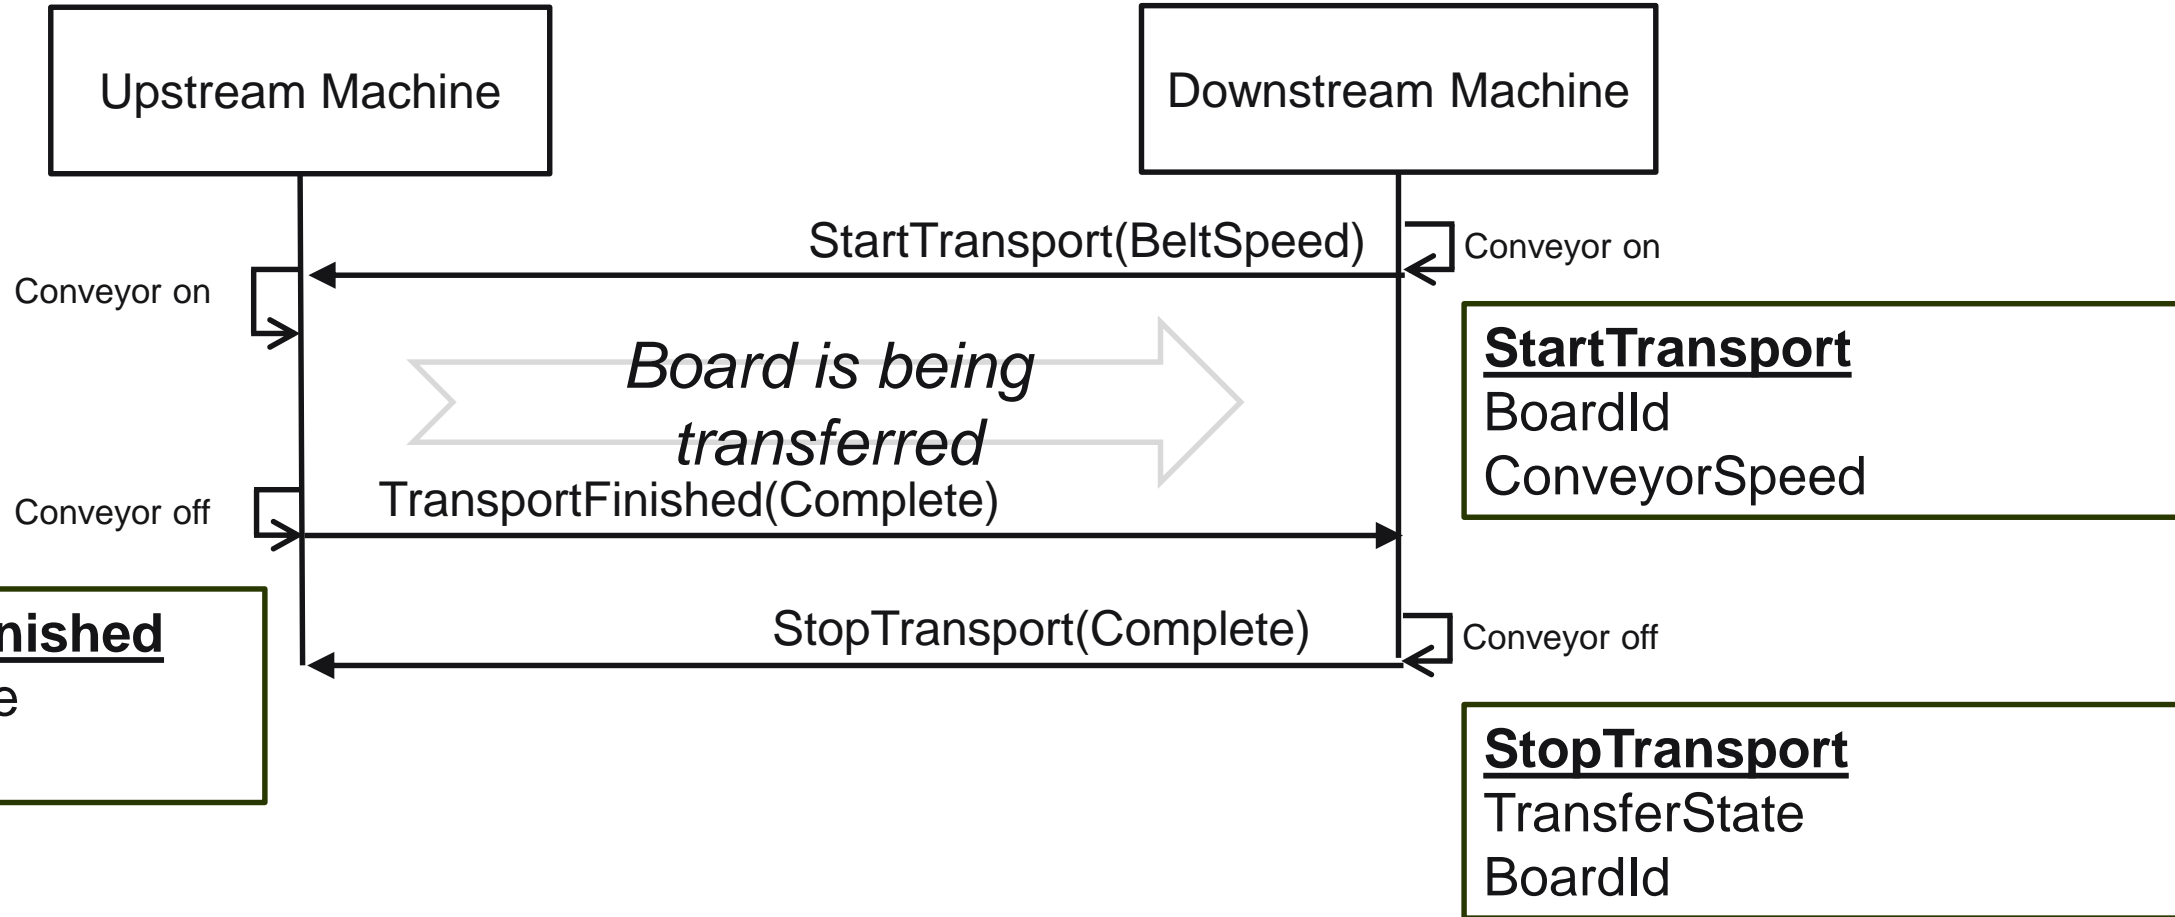 Upstream Machine
Downstream Machine
StartTransport(BeltSpeed)
Conveyor on
Conveyor on
StartTransport
BoardId
ConveyorSpeed
Board is being
transferred
TransportFinished(Complete)
Conveyor off
nished
e
StopTransport(Complete)
Conveyor off
StopTransport
TransferState
BoardId